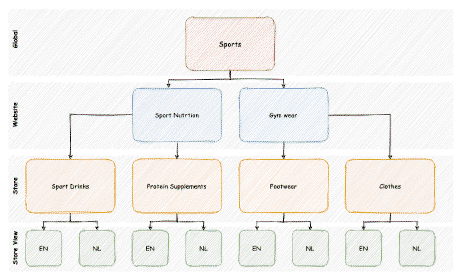 Global
Sports
Website
Sport Nutrtion
Gym wear
Store
Sport Drinks
Protein Supplements
Footwear
Clothes
Store View
EN
NL
EN
NL
EN
NL
EN
NL